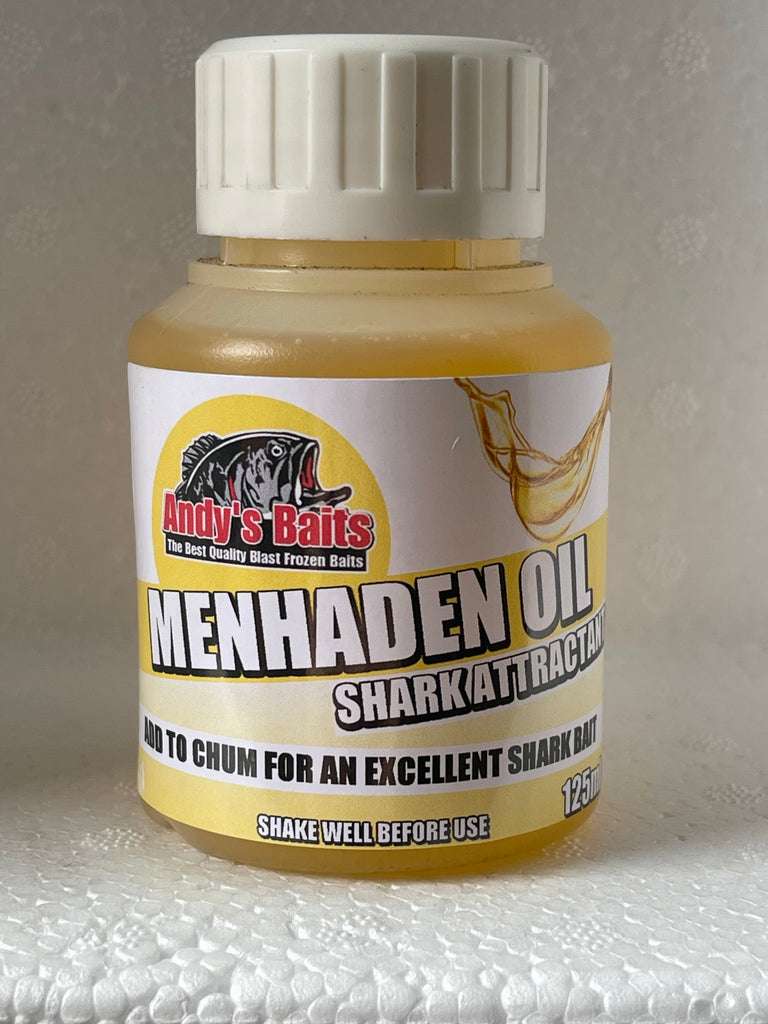 Andy's Baits
The Best Quality Blast Frozen Baits
MENHADEN OIL
SHARK ATTRACTANT
ADD TO CHUM FOR AN EXCELLENT SHARK BAIT
125ml
SHAKE WELL BEFORE USE